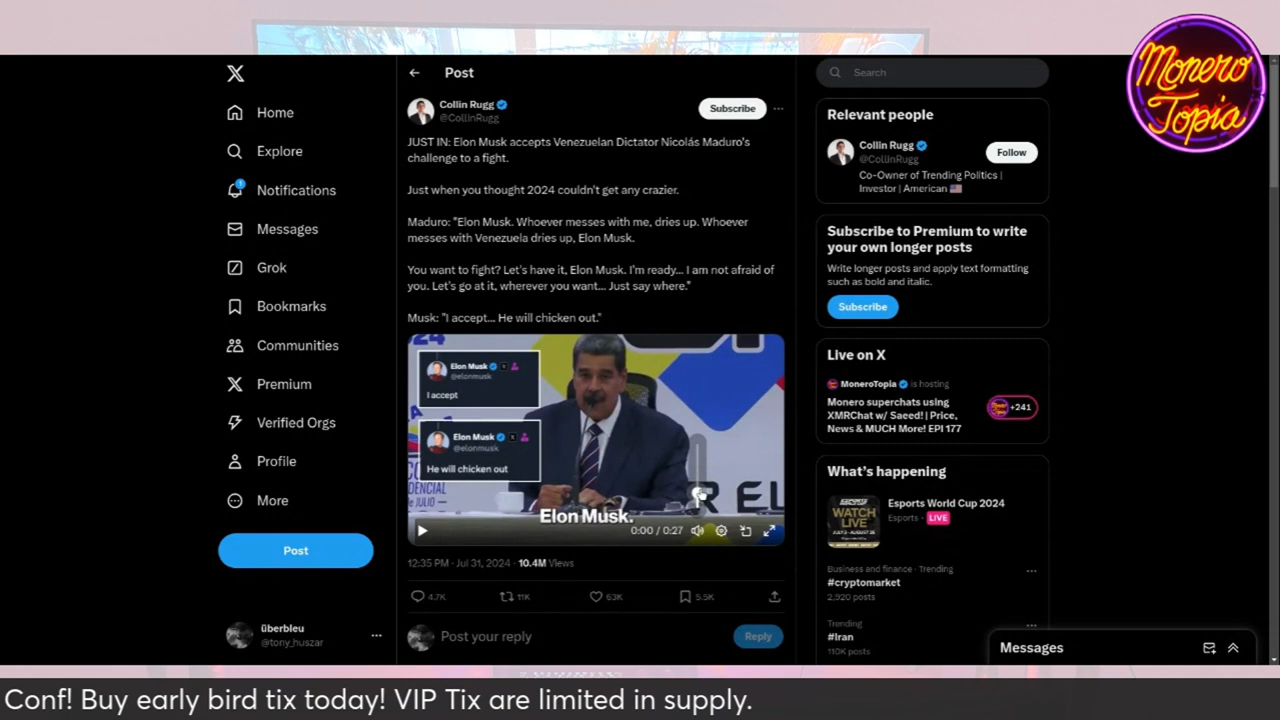 Home
Explore
Notifications
Messages
Grok
Bookmarks
Communities
Premium
Verified Orgs
Profile
More
Post
überbleu
@tony_huszar
Post
Collin Rugg
@CollinRugg
Subscribe
JUST IN: Elon Musk accepts Venezuelan Dictator Nicolás Maduro's
challenge to a fight.
Just when you thought 2024 couldn't get any crazier.
Maduro: "Elon Musk. Whoever messes with me, dries up. Whoever
messes with Venezuela dries up, Elon Musk.
You want to fight? Let's have it, Elon Musk. I'm ready... I am not afraid of
you. Let's go at it, wherever you want... Just say where."
Musk: "I accept... He will chicken out."
Elon Musk
@elonmusk
I accept
Elon Musk
@elonmusk
He will chicken out
Elon Musk.
0:00 / 0:27
12:35 PM · Jul 31, 2024 · 10.4M Views
4.7K 11K 63K 5.5K
Post your reply
Reply
Search
Relevant people
Collin Rugg
@CollinRugg
Follow
Co-Owner of Trending Politics |
Investor | American
Subscribe to Premium to write
your own longer posts
Write longer posts and apply text formatting
such as bold and italic.
Subscribe
Live on X
MoneroTopia is hosting
Monero superchats using
XMRChat w/ Saeed! | Price,
News & MUCH More! EPI 177
+241
What's happening
ESPORTS
WORLD CUP
WATCH
LIVE
Esports World Cup 2024
Esports · LIVE
Business and finance · Trending
#cryptomarket
2,920 posts
Trending
#Iran
110K posts
Messages
Monero
Topia
Conf! Buy early bird tix today! VIP Tix are limited in supply.